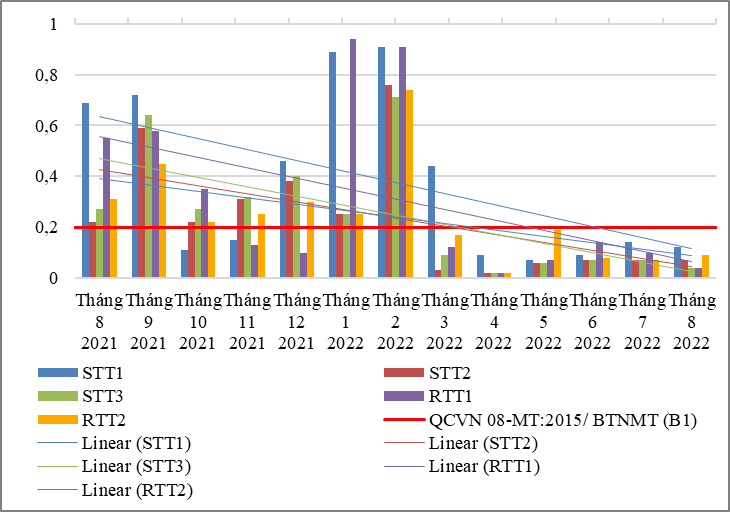 1
0,8
0,6
0,4
0,2
0
Tháng 8 2021
Tháng 9 2021
Tháng 10 2021
Tháng 11 2021
Tháng 12 2021
Tháng 1 2022
Tháng 2 2022
Tháng 3 2022
Tháng 4 2022
Tháng 5 2022
Tháng 6 2022
Tháng 7 2022
Tháng 8 2022
STT1
STT2
STT3
RTT1
RTT2
QCVN 08-MT:2015/ BTNMT (B1)
Linear (STT1)
Linear (STT2)
Linear (STT3)
Linear (RTT1)
Linear (RTT2)